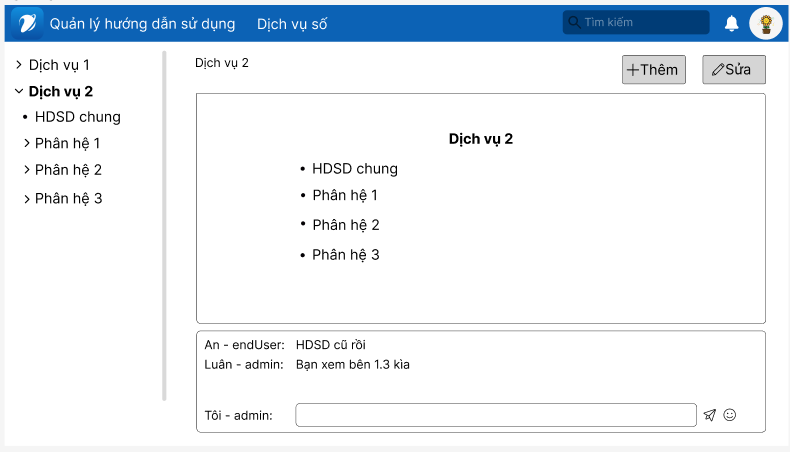 Quản lý hướng dẫn sử dụng Dịch vụ số Tìm kiếm
Dịch vụ 1
Dịch vụ 2
HDSD chung
Phân hệ 1
Phân hệ 2
Phân hệ 3
Dịch vụ 2
Thêm Sửa
Dịch vụ 2
HDSD chung
Phân hệ 1
Phân hệ 2
Phân hệ 3
An - endUser: HDSD cũ rồi
Luân - admin: Bạn xem bên 1.3 kìa
Tôi - admin: